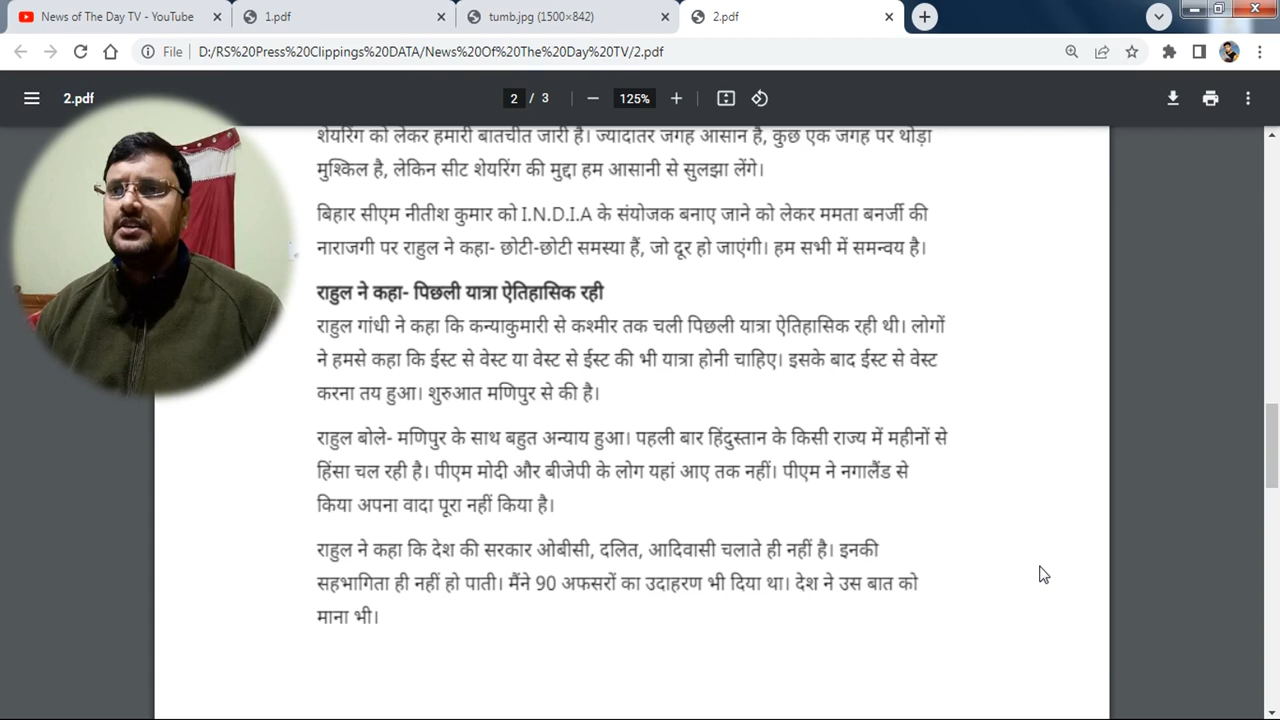 News of The Day TV - YouTube
1.pdf
tumb.jpg (1500×842)
2.pdf
File
D:/RS%20Press%20Clippings%20DATA/News%20Of%20The%20Day%20TV/2.pdf
2.pdf
2 / 3
125%
शेयरिंग को लेकर हमारी बातचीत जारी है। ज्यादातर जगह आसान है, कुछ एक जगह पर थोड़ा
मुश्किल है, लेकिन सीट शेयरिंग की मुद्दा हम आसानी से सुलझा लेंगे।
बिहार सीएम नीतीश कुमार को I.N.D.I.A के संयोजक बनाए जाने को लेकर ममता बनर्जी की
नाराजगी पर राहुल ने कहा- छोटी-छोटी समस्या हैं, जो दूर हो जाएंगी। हम सभी में समन्वय है।
राहुल ने कहा- पिछली यात्रा ऐतिहासिक रही
राहुल गांधी ने कहा कि कन्याकुमारी से कश्मीर तक चली पिछली यात्रा ऐतिहासिक रही थी। लोगों
ने हमसे कहा कि ईस्ट से वेस्ट या वेस्ट से ईस्ट की भी यात्रा होनी चाहिए। इसके बाद ईस्ट से वेस्ट
करना तय हुआ। शुरुआत मणिपुर से की है।
राहुल बोले- मणिपुर के साथ बहुत अन्याय हुआ। पहली बार हिंदुस्तान के किसी राज्य में महीनों से
हिंसा चल रही है। पीएम मोदी और बीजेपी के लोग यहां आए तक नहीं। पीएम ने नगालैंड से
किया अपना वादा पूरा नहीं किया है।
राहुल ने कहा कि देश की सरकार ओबीसी, दलित, आदिवासी चलाते ही नहीं है। इनकी
सहभागिता ही नहीं हो पाती। मैंने 90 अफसरों का उदाहरण भी दिया था। देश ने उस बात को
माना भी।